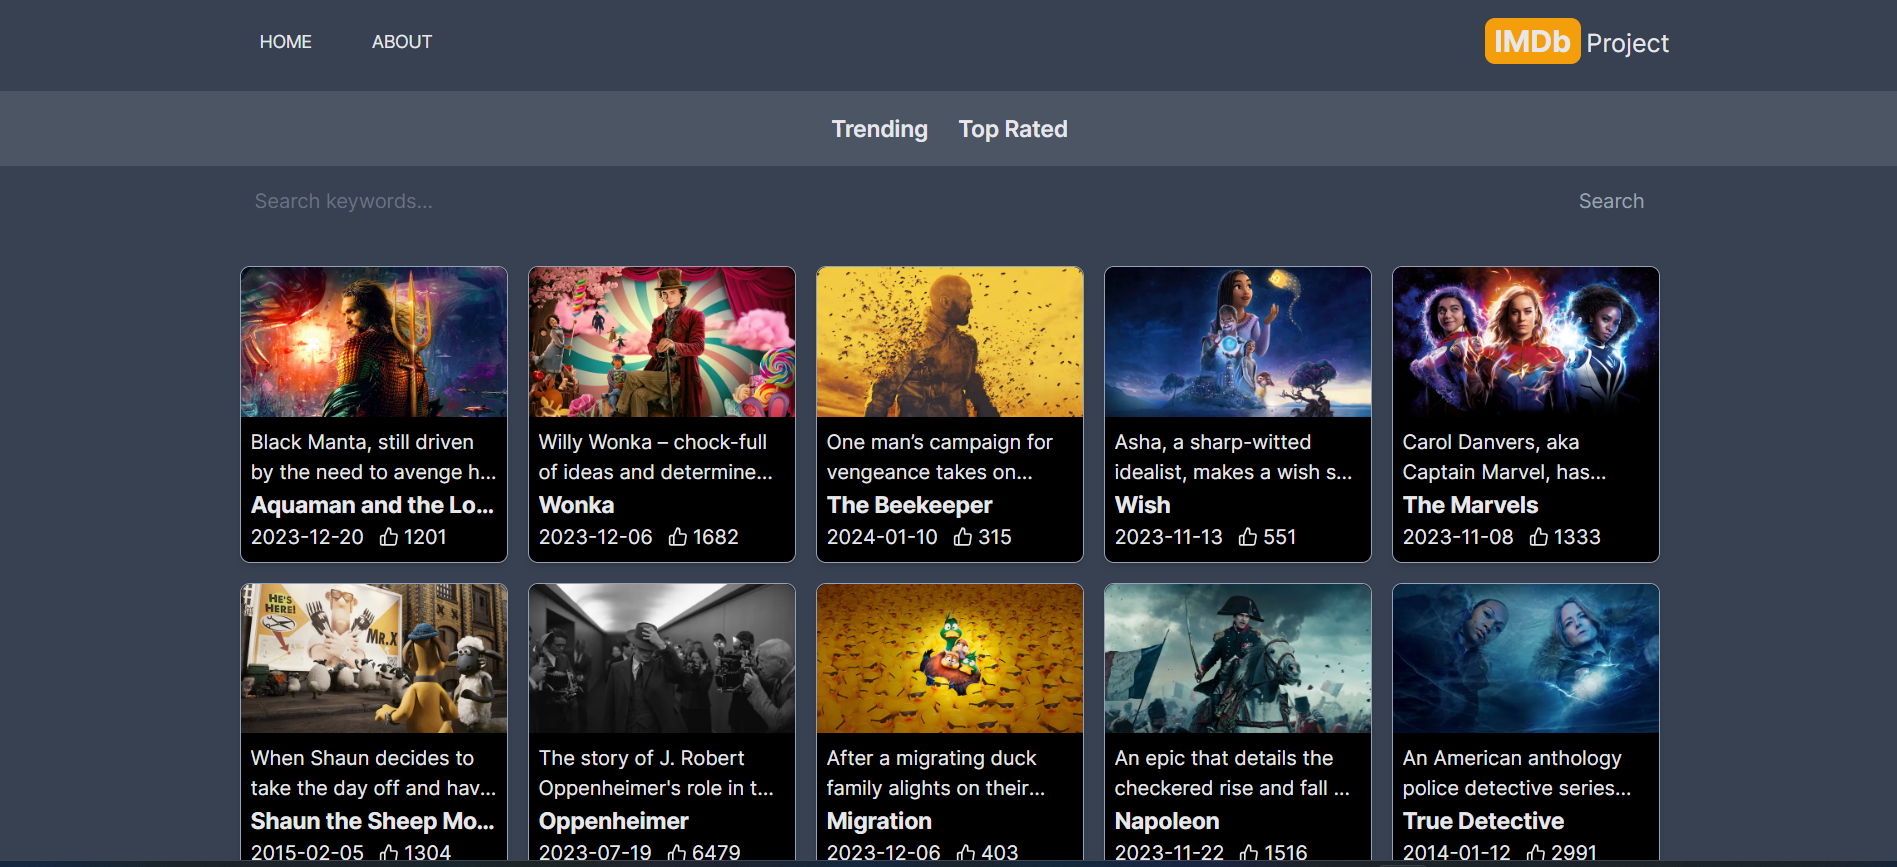 HOME ABOUT IMDb Project
Trending Top Rated
Search keywords... Search
Black Manta, still driven
by the need to avenge h...
Aquaman and the Lo...
2023-12-20 1201
Willy Wonka – chock-full
of ideas and determine...
Wonka
2023-12-06 1682
One man’s campaign for
vengeance takes on...
The Beekeeper
2024-01-10 315
Asha, a sharp-witted
idealist, makes a wish s...
Wish
2023-11-13 551
Carol Danvers, aka
Captain Marvel, has...
The Marvels
2023-11-08 1333
HE'S
HERE!
MR.X
When Shaun decides to
take the day off and hav...
Shaun the Sheep Mo...
2015-02-05 1304
The story of J. Robert
Oppenheimer's role in t...
Oppenheimer
2023-07-19 6479
After a migrating duck
family alights on their...
Migration
2023-12-06 403
An epic that details the
checkered rise and fall ...
Napoleon
2023-11-22 1516
An American anthology
police detective series...
True Detective
2014-01-12 2991